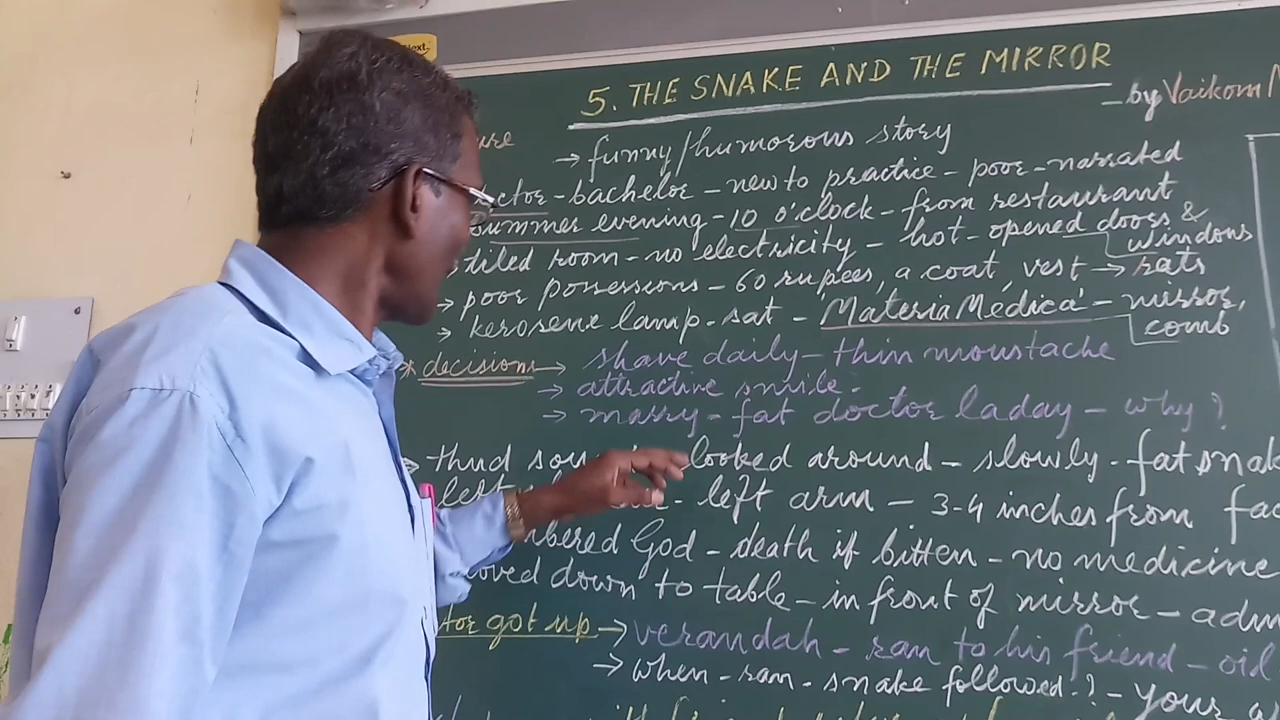 5. THE SNAKE AND THE MIRROR
- by Vaikom
→ funny/humorous story
- bachelor - new to practice - poor - narrated
summer evening - 10 o'clock - from restaurant
tiled room - no electricity - hot - opened doors &
windows
→ poor possessions - 60 rupees, a coat, vest → rats
→ kerosene lamp - sat - 'Materia Medica' - mirror,
comb
* decisions → shave daily - thin moustache
→ attractive smile -
→ marry - fat doctor laday - why?
→ thud looked around - slowly - fat snak
left - left arm - 3-4 inches from fac
God - death if bitten - no medicine
down to table - in front of mirror - adm
got up → verandah - ran to his friend - oil
→ when - ran - snake followed? - yours